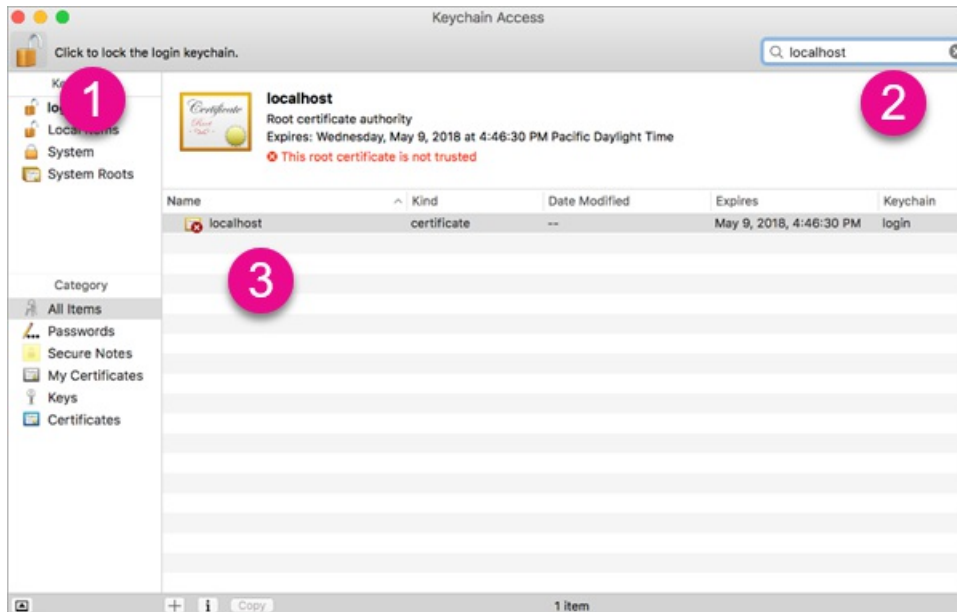 Keychain Access
Click to lock the login keychain.
localhost
1
2
Local Items
System
System Roots
Certificate
Root
localhost
Root certificate authority
Expires: Wednesday, May 9, 2018 at 4:46:30 PM Pacific Daylight Time
This root certificate is not trusted
Name Kind Date Modified Expires Keychain
localhost certificate -- May 9, 2018, 4:46:30 PM login
3
Category
All Items
Passwords
Secure Notes
My Certificates
Keys
Certificates
+ i Copy 1 item